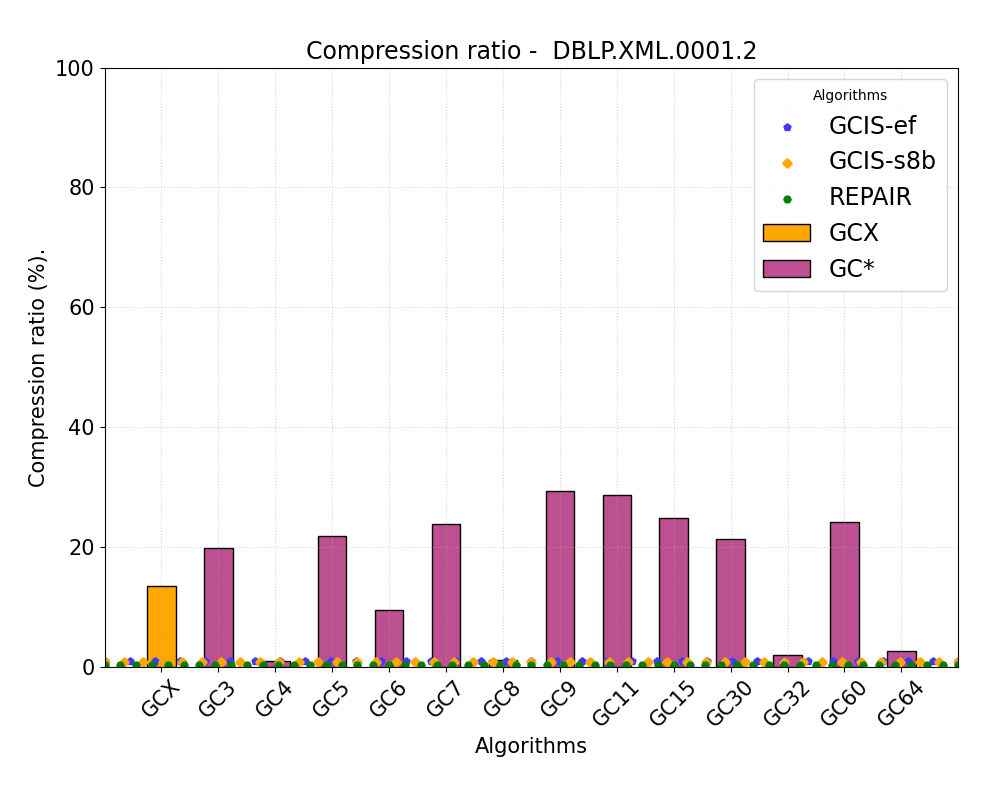 Compression ratio -  DBLP.XML.0001.2
100
80
60
40
20
0
Compression ratio (%).
Algorithms
GCIS-ef
GCIS-s8b
REPAIR
GCX
GC*
GCX
GC3
GC4
GC5
GC6
GC7
GC8
GC9
GC11
GC15
GC30
GC32
GC60
GC64
Algorithms